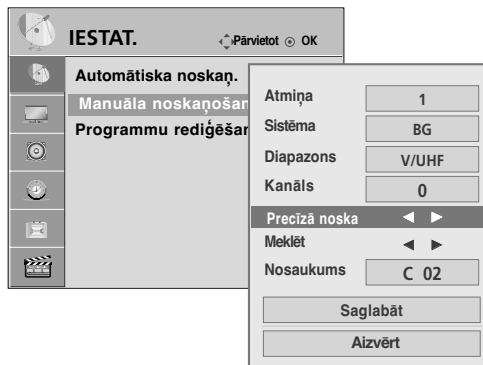 IESTAT.
Pārvietot OK
Automātiska noskaņ.
Manuāla noskaņošan
Programmu rediģēšan
Atmiņa 1
Sistēma BG
Diapazons V/UHF
Kanāls 0
Precīzā noska
Meklēt
Nosaukums C 02
Saglabāt
Aizvērt